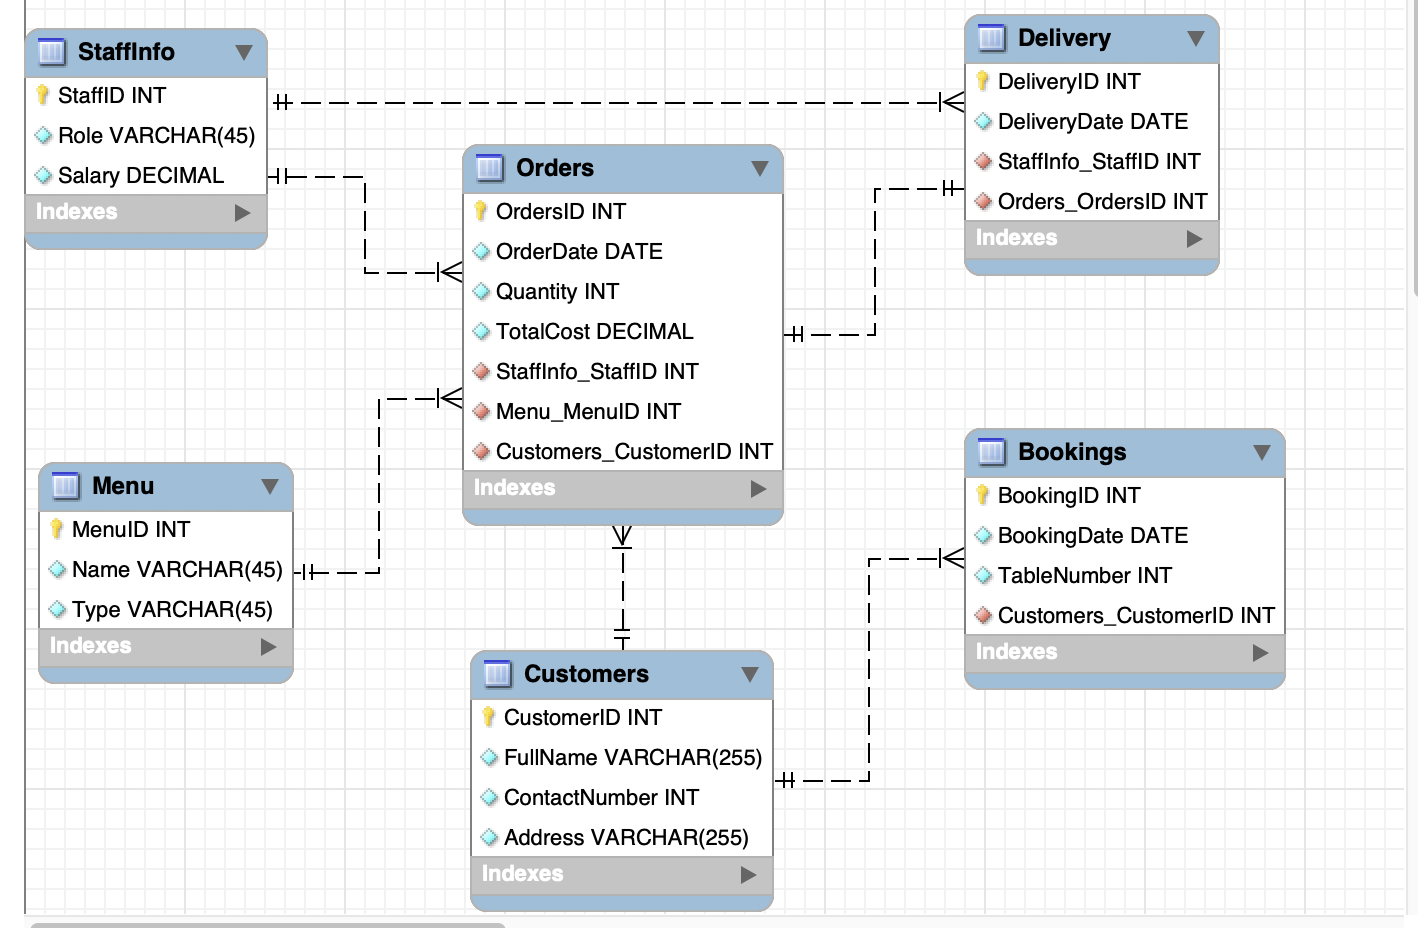 StaffInfo
StaffID INT
Role VARCHAR(45)
Salary DECIMAL
Indexes
Delivery
DeliveryID INT
DeliveryDate DATE
StaffInfo_StaffID INT
Orders_OrdersID INT
Indexes
Orders
OrdersID INT
OrderDate DATE
Quantity INT
TotalCost DECIMAL
StaffInfo_StaffID INT
Menu_MenuID INT
Customers_CustomerID INT
Indexes
Menu
MenuID INT
Name VARCHAR(45)
Type VARCHAR(45)
Indexes
Bookings
BookingID INT
BookingDate DATE
TableNumber INT
Customers_CustomerID INT
Indexes
Customers
CustomerID INT
FullName VARCHAR(255)
ContactNumber INT
Address VARCHAR(255)
Indexes